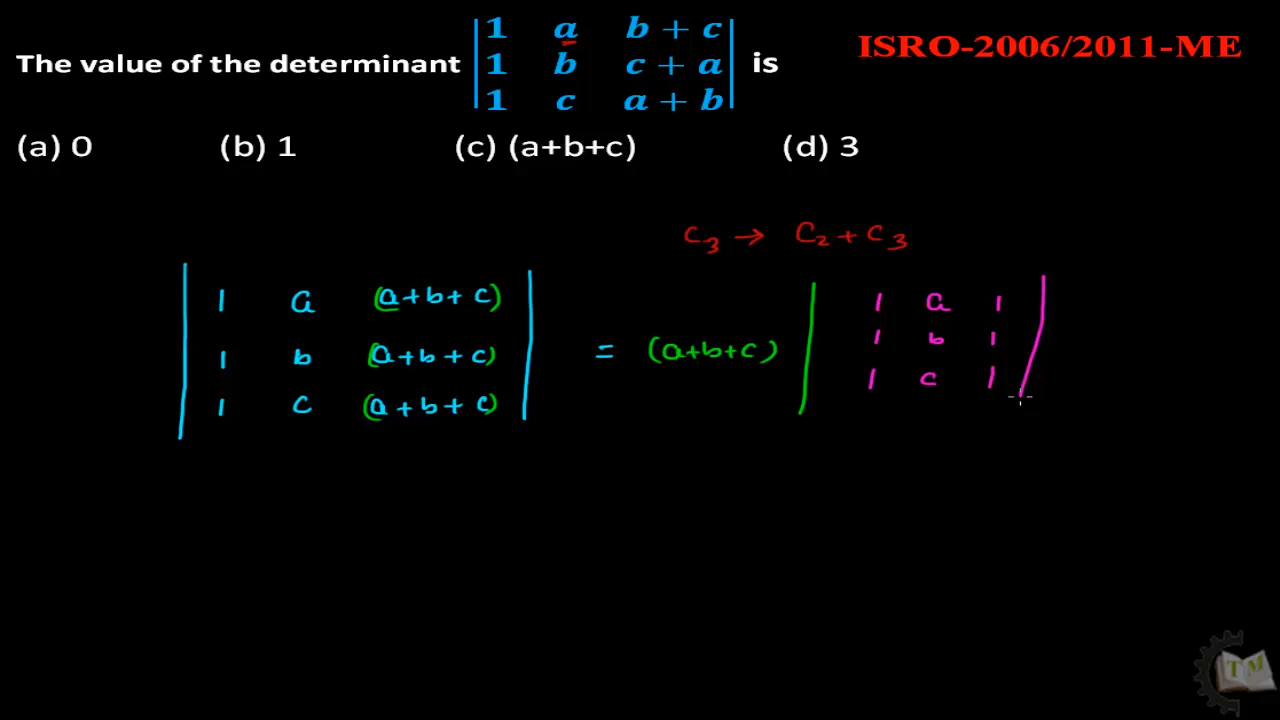 The value of the determinant | 1 a b + c | is
| 1 b c + a |
| 1 c a + b |
ISRO-2006/2011-ME
(a) 0 (b) 1 (c) (a+b+c) (d) 3
c₃ → C₂ + c₃
| 1 a (a+b+c) | = (a+b+c) | 1 a 1 |
| 1 b (a+b+c) | | 1 b 1 |
| 1 c (a+b+c) | | 1 c 1 |
TM